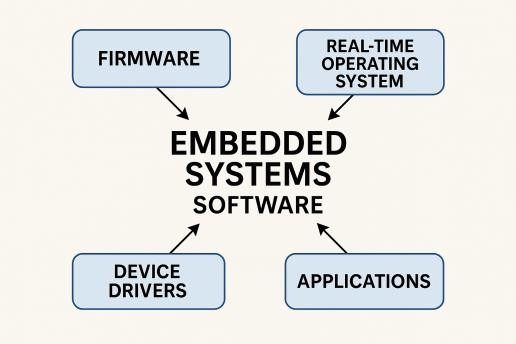 FIRMWARE
REAL-TIME
OPERATING
SYSTEM
EMBEDDED
SYSTEMS
SOFTWARE
DEVICE
DRIVERS
APPLICATIONS